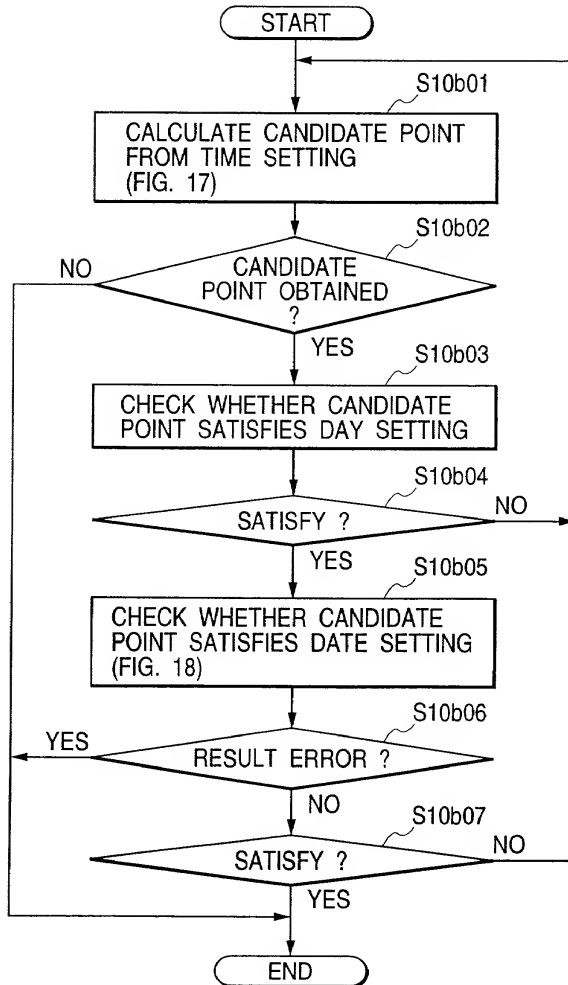 START
S10b01
CALCULATE CANDIDATE POINT
FROM TIME SETTING
(FIG. 17)
S10b02
NO
CANDIDATE
POINT OBTAINED
?
YES
S10b03
CHECK WHETHER CANDIDATE
POINT SATISFIES DAY SETTING
S10b04
NO
SATISFY ?
YES
S10b05
CHECK WHETHER CANDIDATE
POINT SATISFIES DATE SETTING
(FIG. 18)
S10b06
YES
RESULT ERROR ?
NO
S10b07
NO
SATISFY ?
YES
END